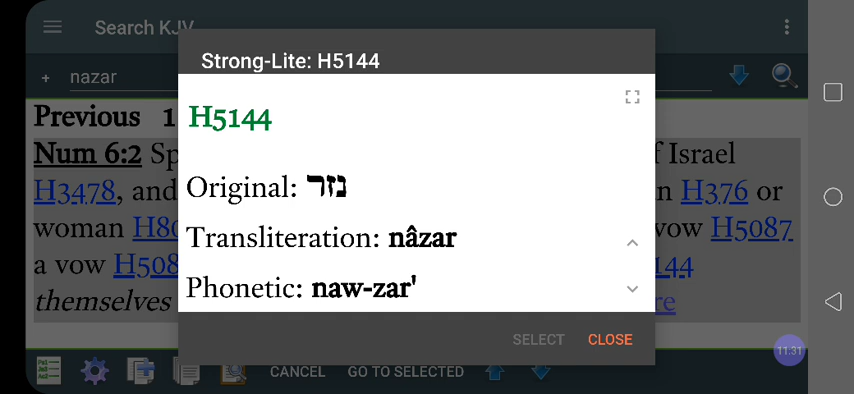 Search KJV
Strong-Lite: H5144
+ nazar
H5144
Previous 1
Num 6:2 Sp
f Israel
Original: נזר
H3478, and
n H376 or
woman H80
vow H5087
Transliteration: nâzar
a vow H508
144
Phonetic: naw-zar'
themselves
re
SELECT CLOSE
11.31
CANCEL GO TO SELECTED